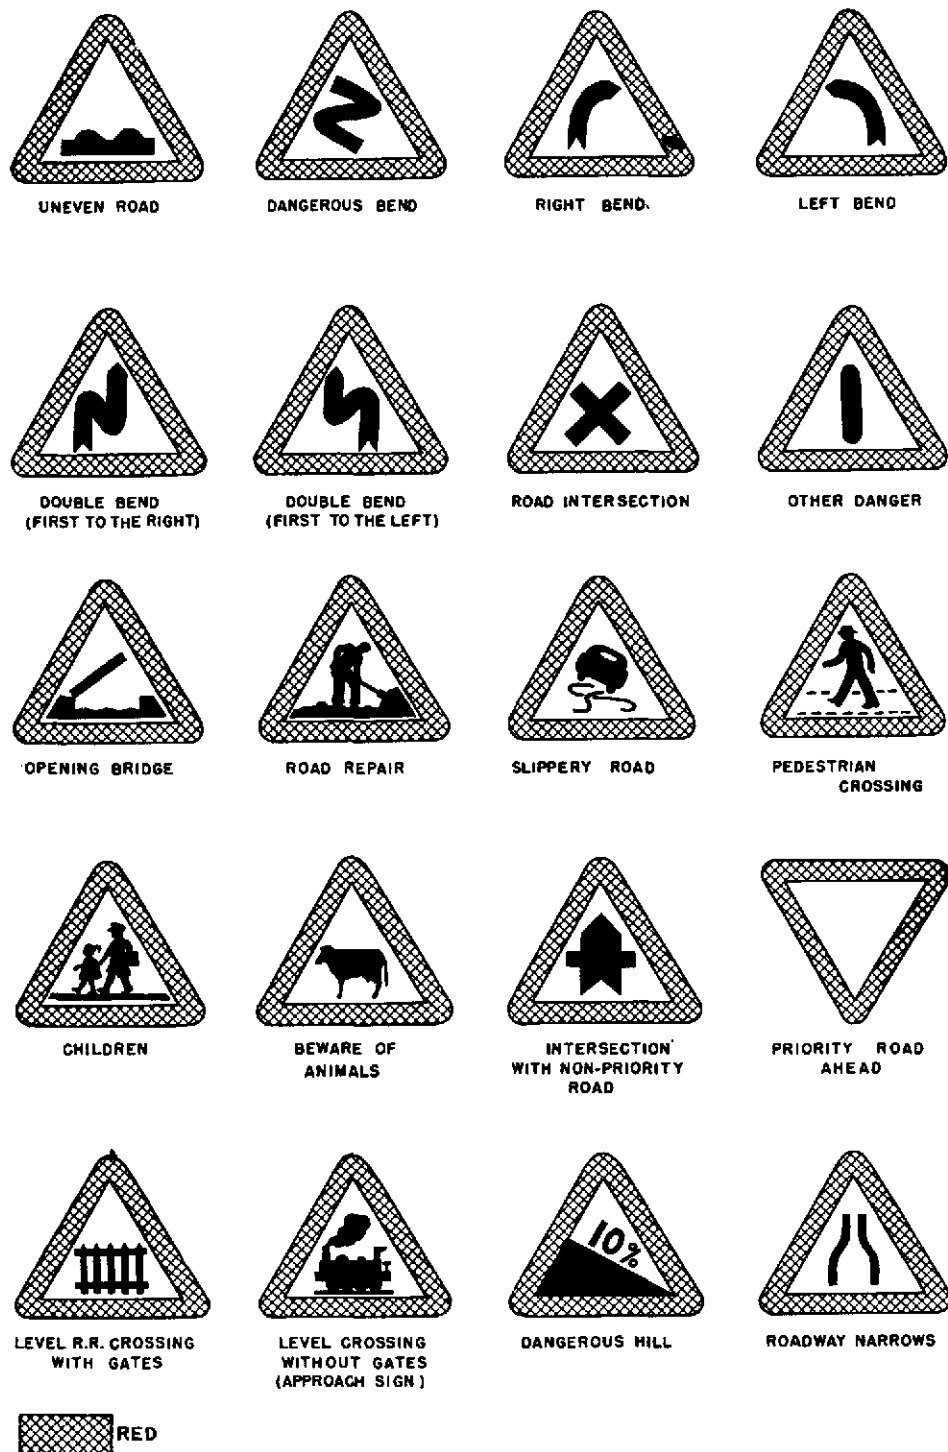 UNEVEN ROAD
DANGEROUS BEND
RIGHT BEND.
LEFT BEND
DOUBLE BEND
(FIRST TO THE RIGHT)
DOUBLE BEND
(FIRST TO THE LEFT)
ROAD INTERSECTION
OTHER DANGER
OPENING BRIDGE
ROAD REPAIR
SLIPPERY ROAD
PEDESTRIAN
CROSSING
CHILDREN
BEWARE OF
ANIMALS
INTERSECTION
WITH NON-PRIORITY
ROAD
PRIORITY ROAD
AHEAD
LEVEL R.R. CROSSING
WITH GATES
LEVEL CROSSING
WITHOUT GATES
(APPROACH SIGN)
10%
DANGEROUS HILL
ROADWAY NARROWS
RED